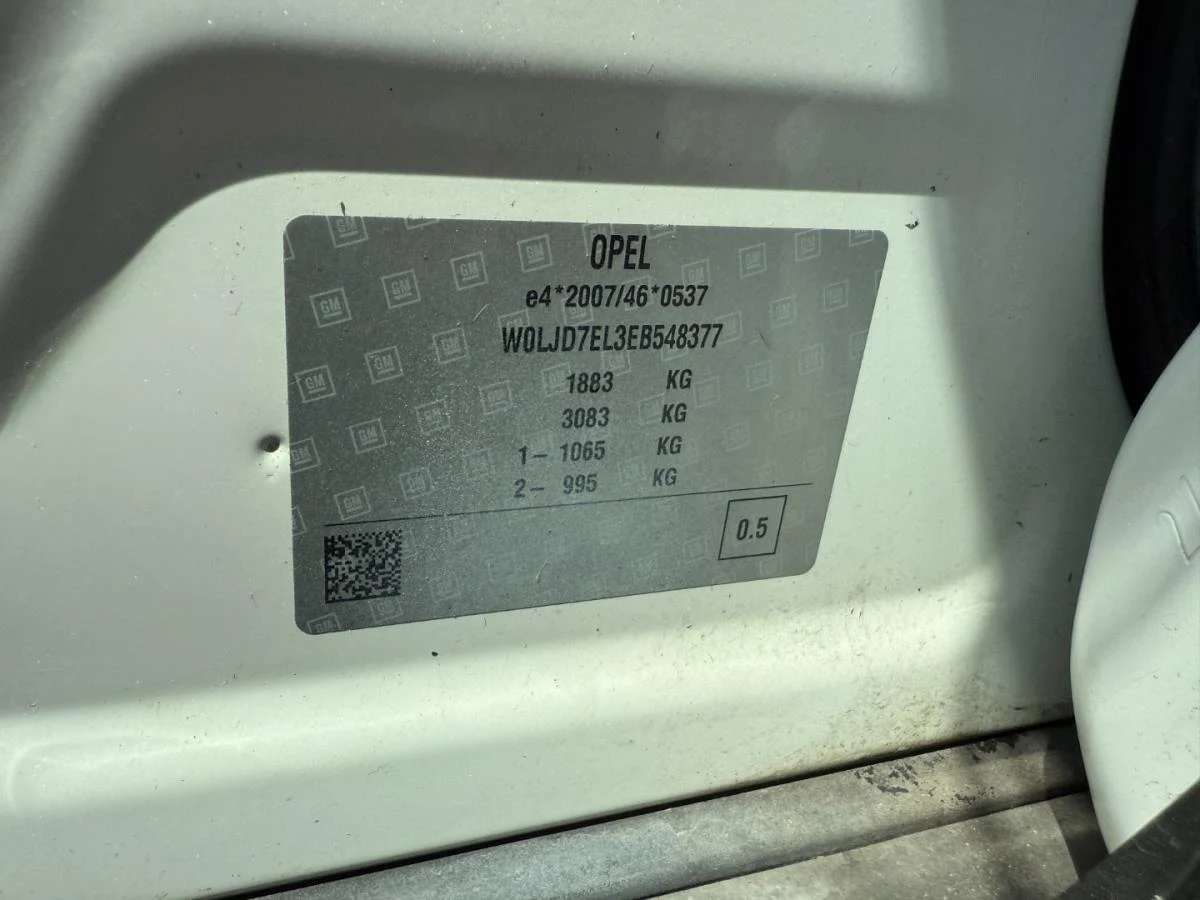 OPEL
e4*2007/46*0537
W0LJD7EL3EB548377
1883 KG
3083 KG
1– 1065 KG
2– 995 KG
0.5